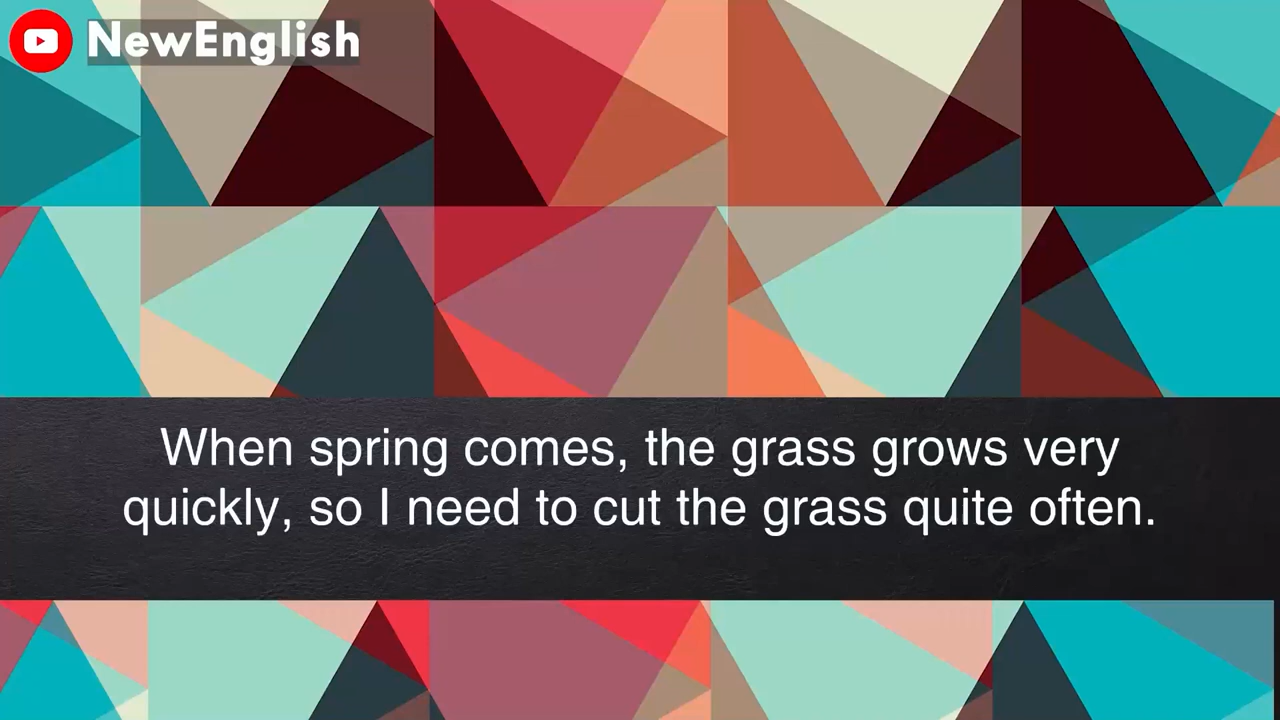 NewEnglish
When spring comes, the grass grows very
quickly, so I need to cut the grass quite often.